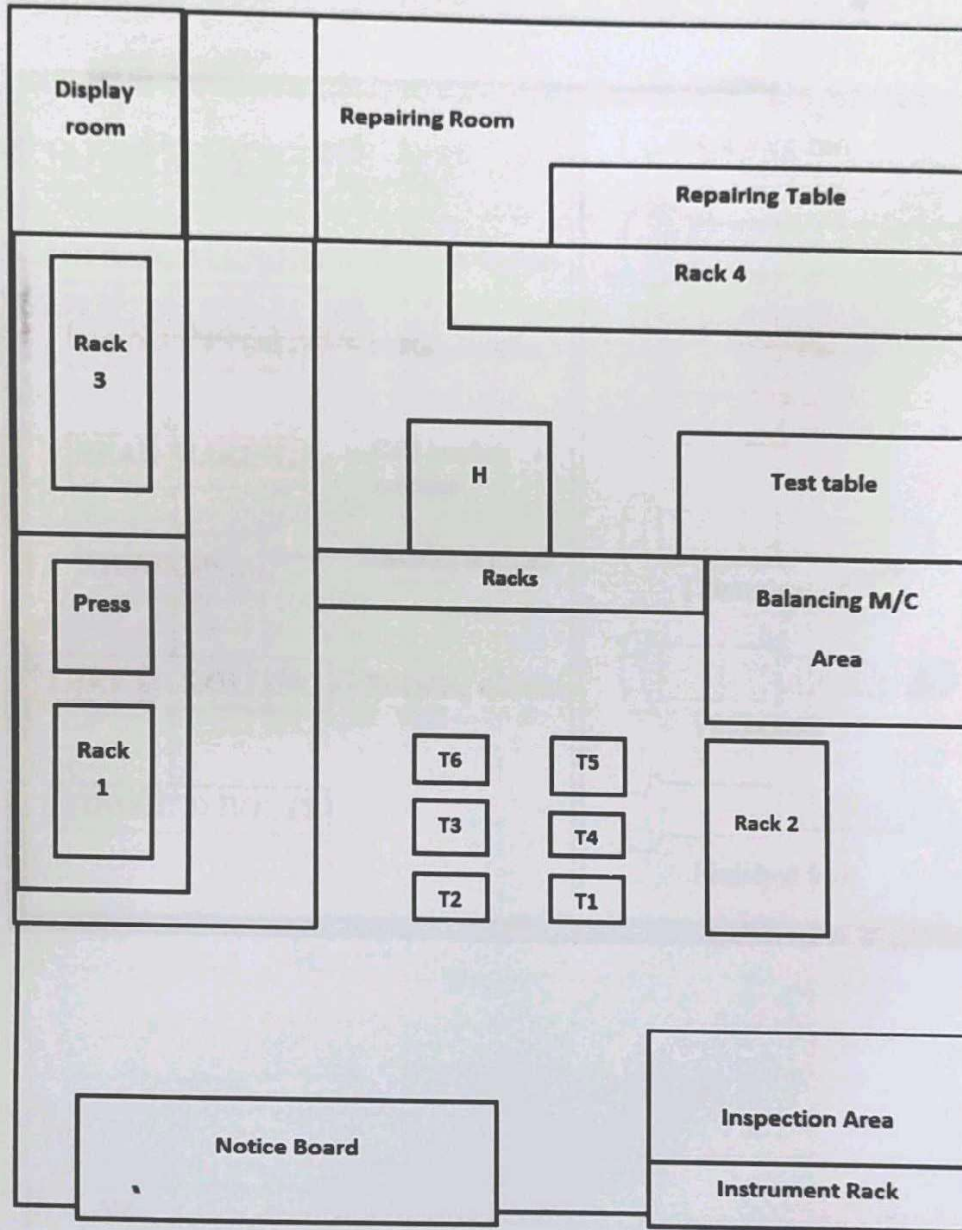 Display
room
Repairing Room
Repairing Table
Rack 4
Rack
3
H
Test table
Racks
Press
Balancing M/C
Area
Rack
1
T6
T5
T3
T4
Rack 2
T2
T1
Inspection Area
Notice Board
Instrument Rack